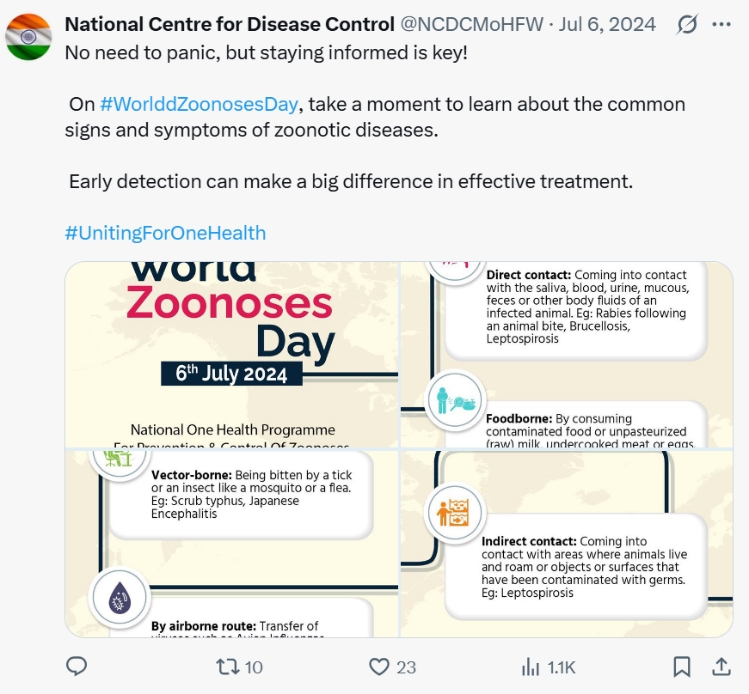 National Centre for Disease Control @NCDCMoHFW · Jul 6, 2024
No need to panic, but staying informed is key!
On #WorlddZoonosesDay, take a moment to learn about the common
signs and symptoms of zoonotic diseases.
Early detection can make a big difference in effective treatment.
#UnitingForOneHealth
World
Zoonoses
Day
6th July 2024
National One Health Programme
For Prevention & Control Of Zoonoses
Direct contact: Coming into contact
with the saliva, blood, urine, mucous,
feces or other body fluids of an
infected animal. Eg: Rabies following
an animal bite, Brucellosis,
Leptospirosis
Foodborne: By consuming
contaminated food or unpasteurized
(raw) milk, undercooked meat or eggs.
Vector-borne: Being bitten by a tick
or an insect like a mosquito or a flea.
Eg: Scrub typhus, Japanese
Encephalitis
By airborne route: Transfer of
viruses such as Avian Influenza
Indirect contact: Coming into
contact with areas where animals live
and roam or objects or surfaces that
have been contaminated with germs.
Eg: Leptospirosis
10
23
1.1K